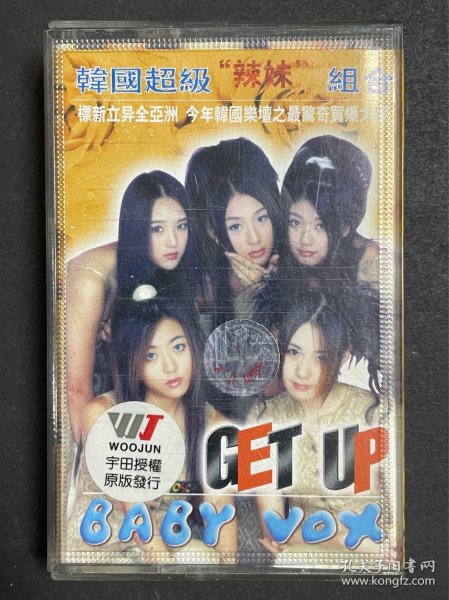 韓國超級“辣妹”組合
標新立异全亞洲 今年韓國樂壇之最驚奇賣爆
GET UP
WJ
WOOJUN
宇田授權
原版發行
BABY VOX
孔夫子旧书网
www.kongfz.com